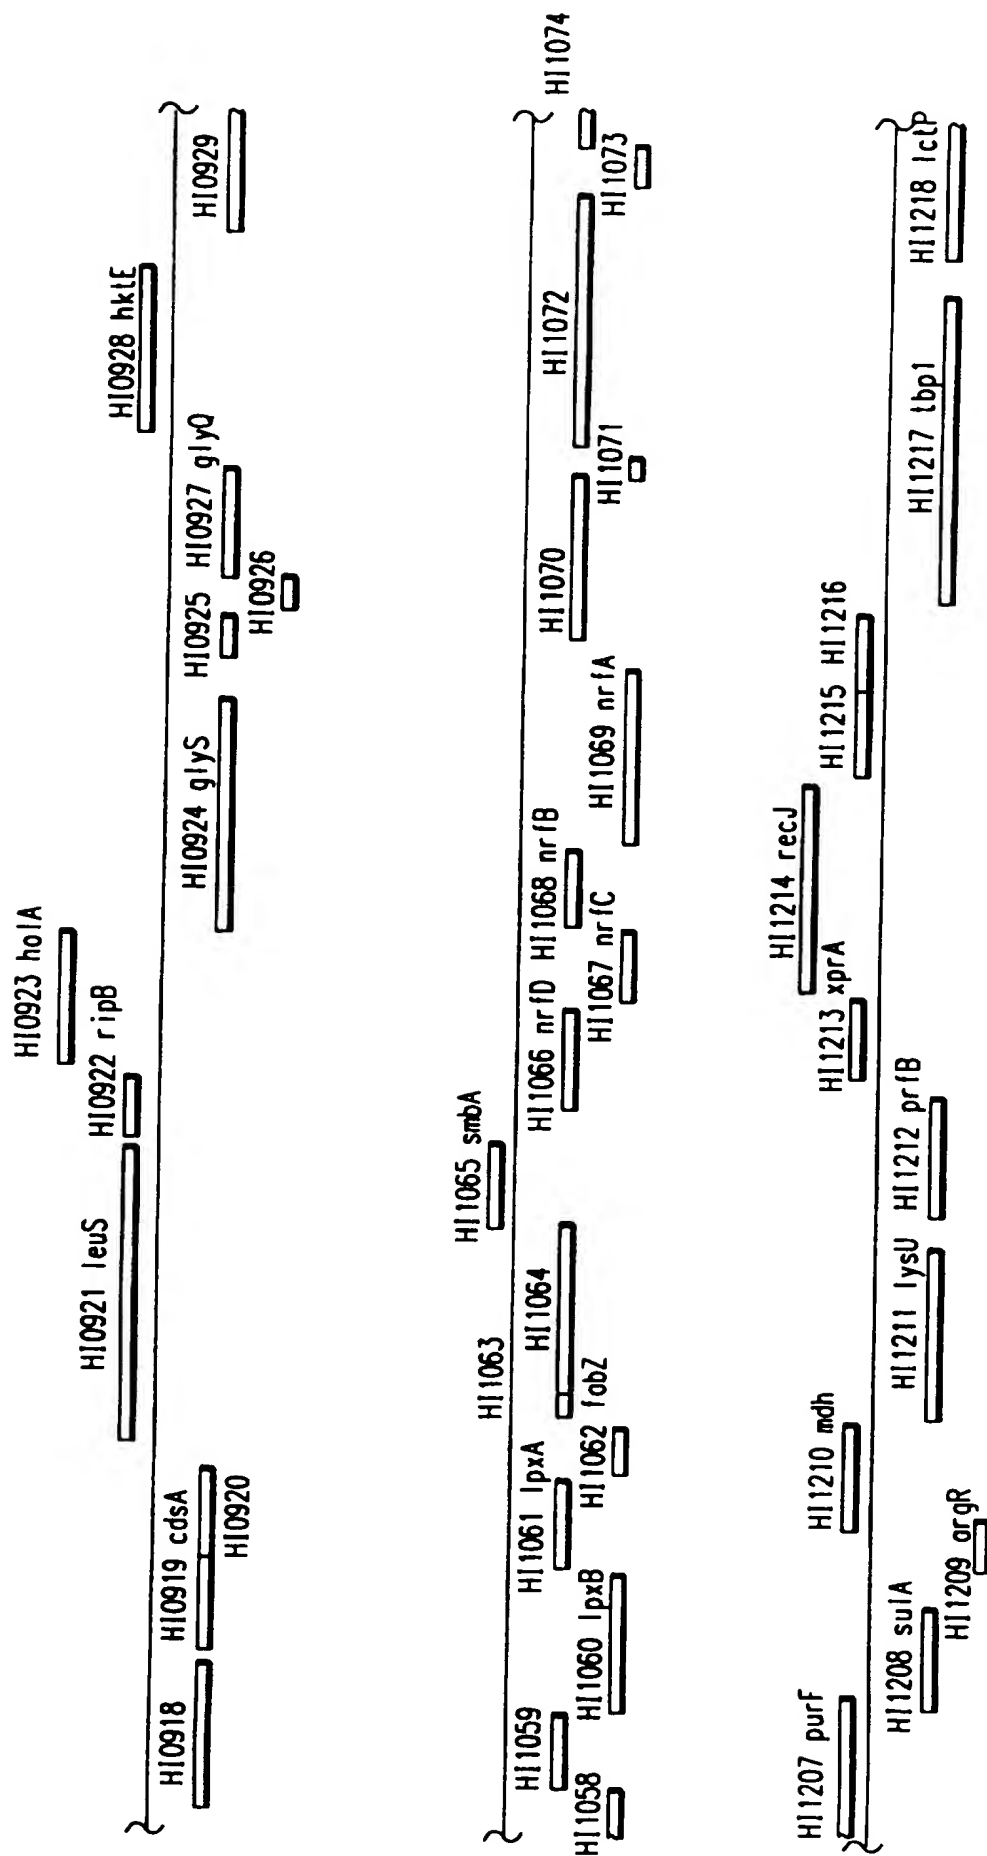 HI0918
HI0919 cdsA
HI0920
HI0921 leuS
HI0922 ripB
HI0923 holA
HI0924 glyS
HI0925
HI0926
HI0927 glyQ
HI0928 hktE
HI0929
HI1058
HI1059
HI1060 lpxB
HI1061 lpxA
HI1062 fabZ
HI1063
HI1064
HI1065 smbA
HI1066 nrfD
HI1067 nrfC
HI1068 nrfB
HI1069 nrfA
HI1070
HI1071
HI1072
HI1073
HI1074
HI1207 purF
HI1208 sulA
HI1209 argR
HI1210 mdh
HI1211 lysU
HI1212 prfB
HI1213 xprA
HI1214 recJ
HI1215 HI1216
HI1217 tbp1
HI1218 lctP